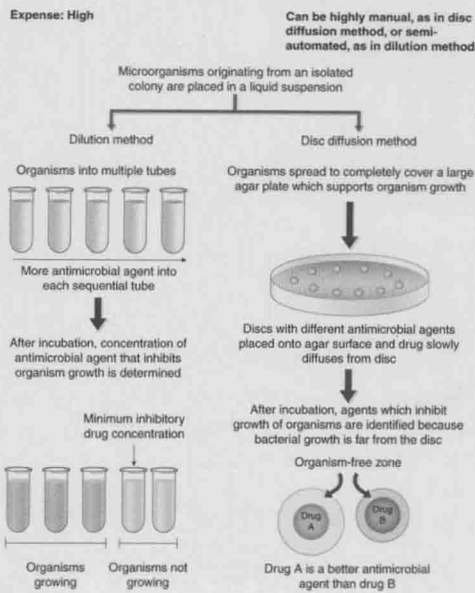 Expense: High
Can be highly manual, as in disc
diffusion method, or semi-
automated, as in dilution method
Microorganisms originating from an isolated
colony are placed in a liquid suspension
Dilution method
Organisms into multiple tubes
More antimicrobial agent into
each sequential tube
After incubation, concentration of
antimicrobial agent that inhibits
organism growth is determined
Minimum inhibitory
drug concentration
Organisms
growing
Organisms not
growing
Disc diffusion method
Organisms spread to completely cover a large
agar plate which supports organism growth
Discs with different antimicrobial agents
placed onto agar surface and drug slowly
diffuses from disc
After incubation, agents which inhibit
growth of organisms are identified because
bacterial growth is far from the disc
Organism-free zone
Drug
A
Drug
B
Drug A is a better antimicrobial
agent than drug B